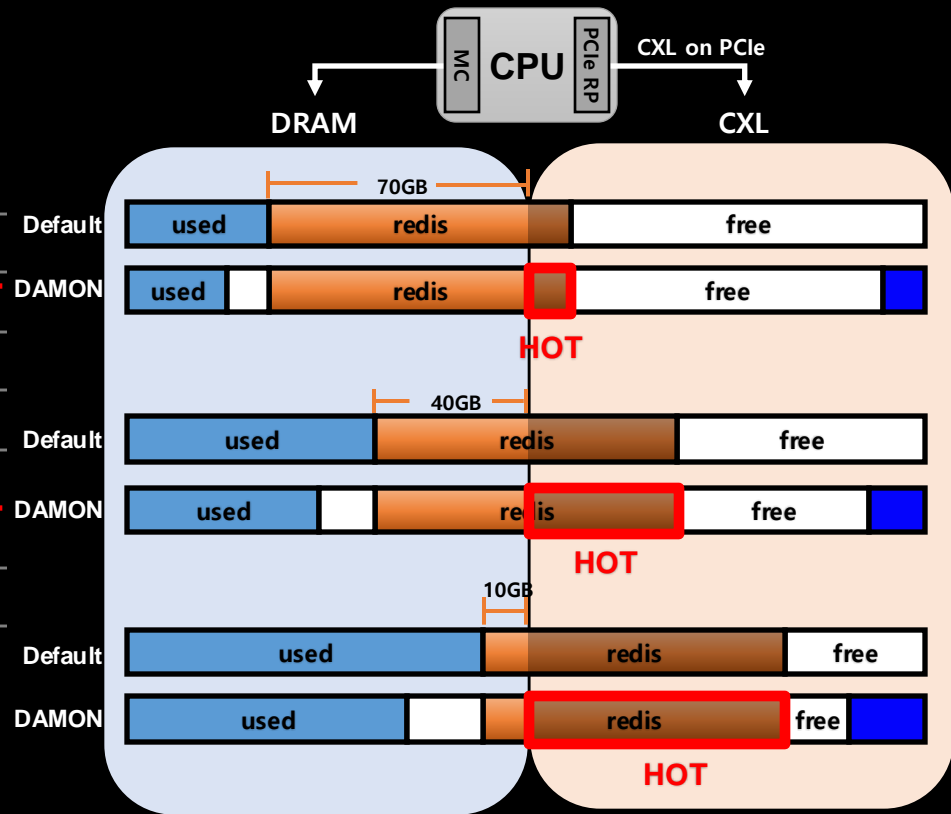 MC
CPU
PCIe RP
CXL on PCIe
DRAM
CXL
70GB
Default
used
redis
free
DAMON
used
redis
free
HOT
40GB
Default
used
redis
free
DAMON
used
redis
free
HOT
10GB
Default
used
redis
free
DAMON
used
redis
free
HOT